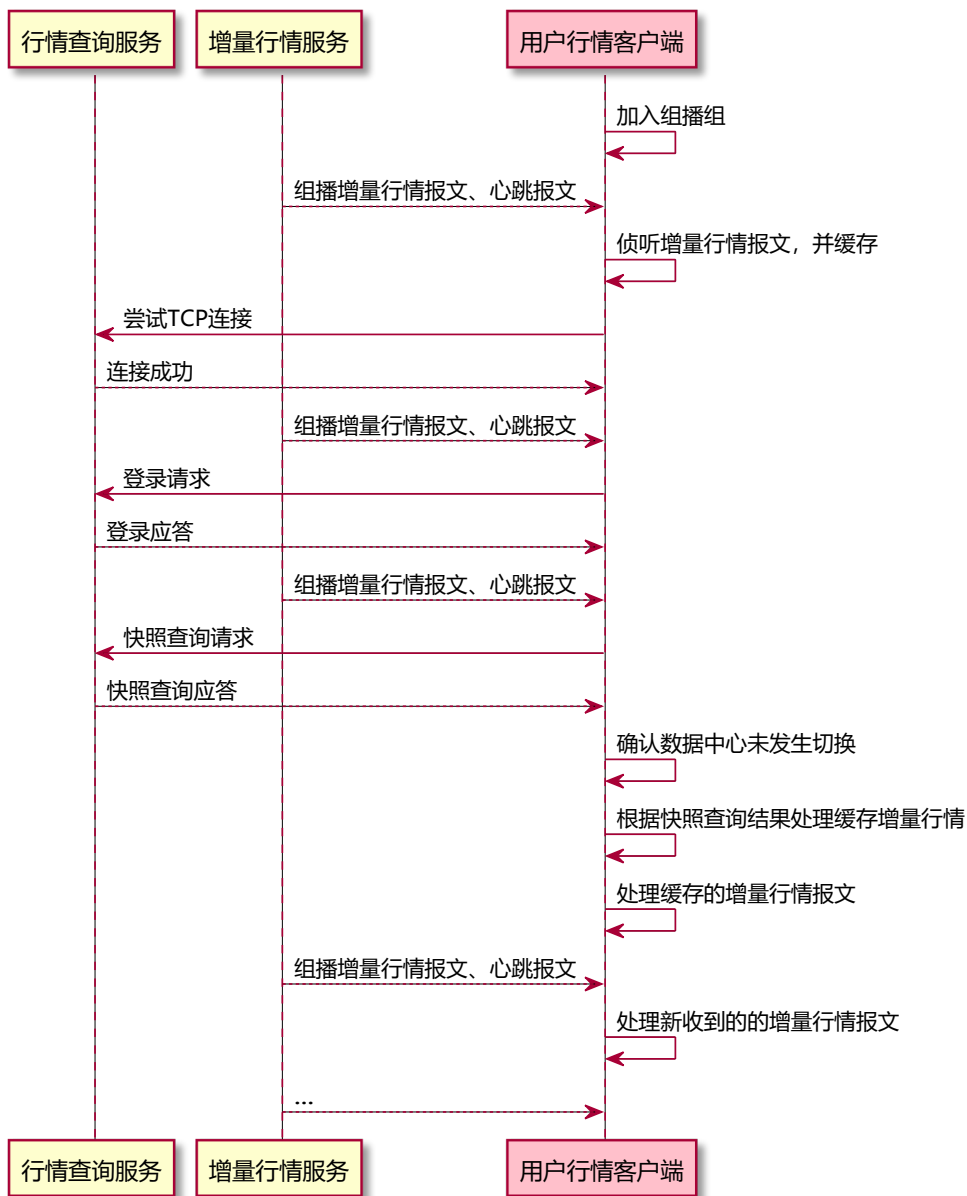 行情查询服务
增量行情服务
用户行情客户端
加入组播组
组播增量行情报文、心跳报文
侦听增量行情报文，并缓存
尝试TCP连接
连接成功
组播增量行情报文、心跳报文
登录请求
登录应答
组播增量行情报文、心跳报文
快照查询请求
快照查询应答
确认数据中心未发生切换
根据快照查询结果处理缓存增量行情
处理缓存的增量行情报文
组播增量行情报文、心跳报文
处理新收到的的增量行情报文
...
行情查询服务
增量行情服务
用户行情客户端